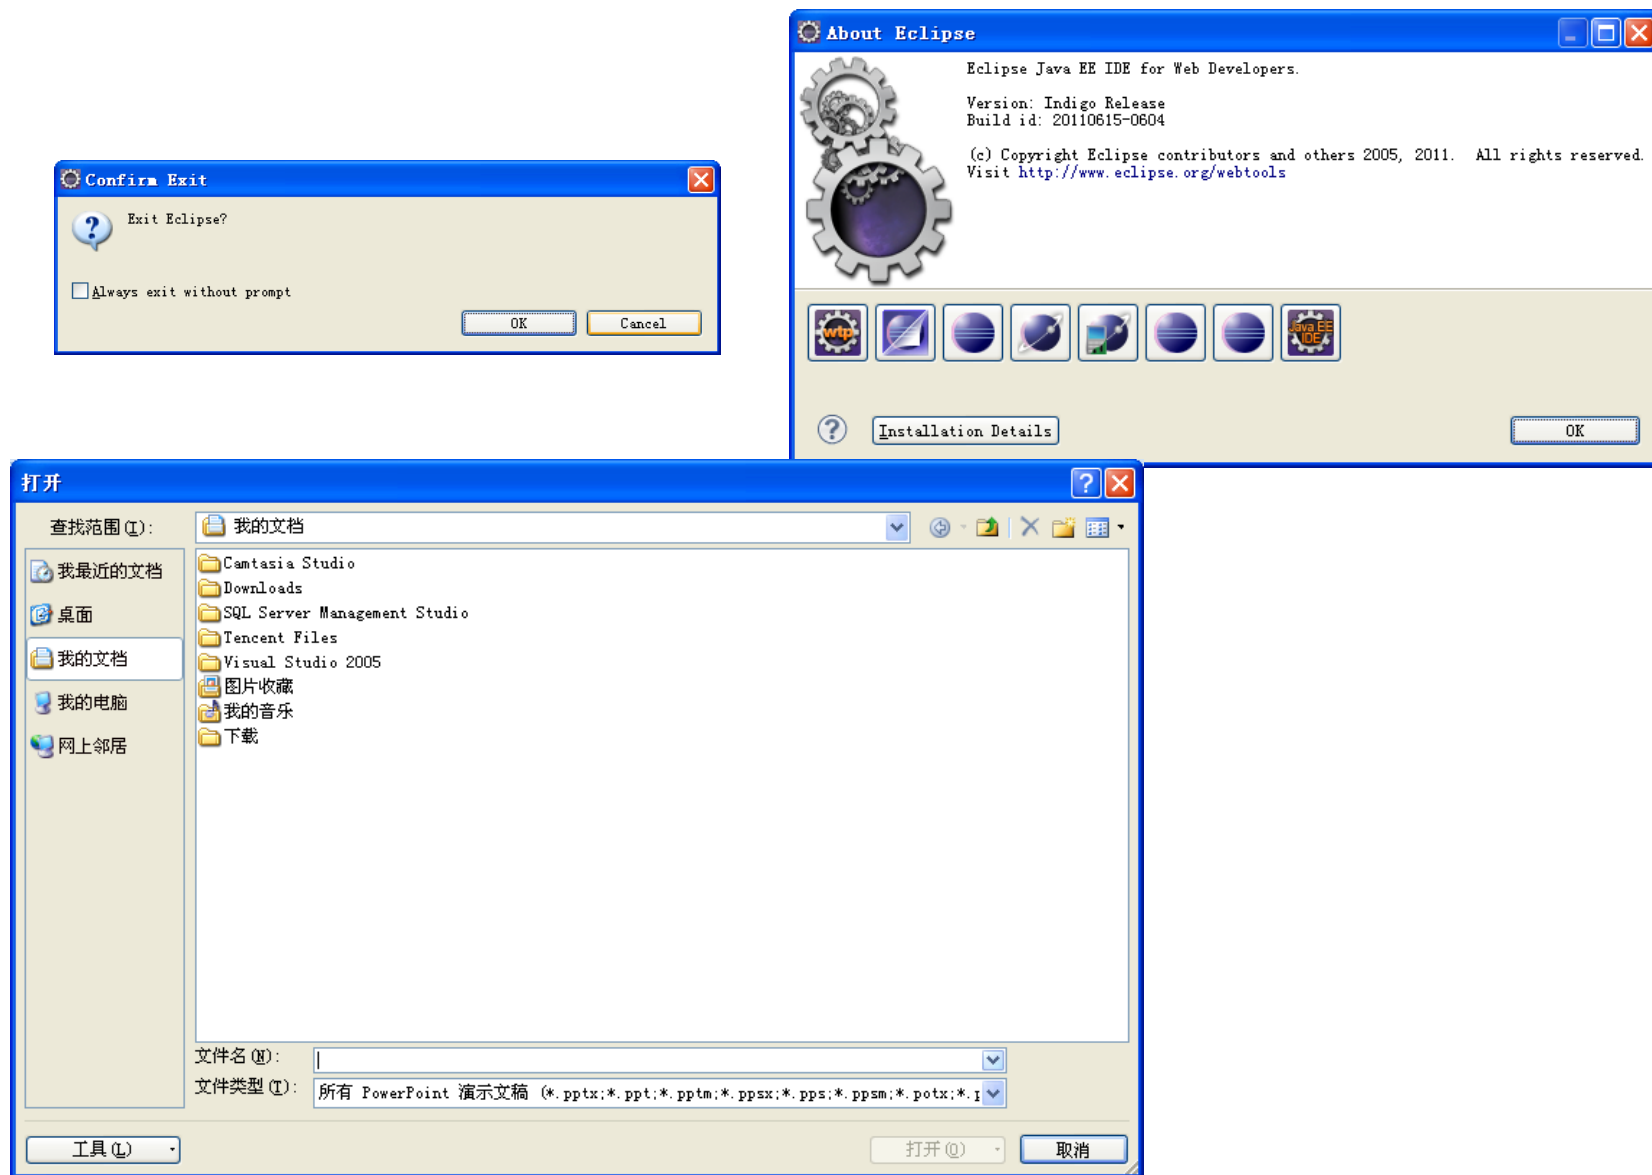 About Eclipse
Eclipse Java EE IDE for Web Developers.
Version: Indigo Release
Build id: 20110615-0604
(c) Copyright Eclipse contributors and others 2005, 2011. All rights reserved.
Visit http://www.eclipse.org/webtools
wtp
Java EE
IDE
Installation Details
OK
Confirm Exit
Exit Eclipse?
Always exit without prompt
OK
Cancel
打开
查找范围(I):
我的文档
我最近的文档
桌面
我的文档
我的电脑
网上邻居
Camtasia Studio
Downloads
SQL Server Management Studio
Tencent Files
Visual Studio 2005
图片收藏
我的音乐
下载
文件名(N):
文件类型(T):
所有 PowerPoint 演示文稿 (*.pptx;*.ppt;*.pptm;*.ppsx;*.pps;*.ppsm;*.potx;*.p
工具(L)
打开(O)
取消